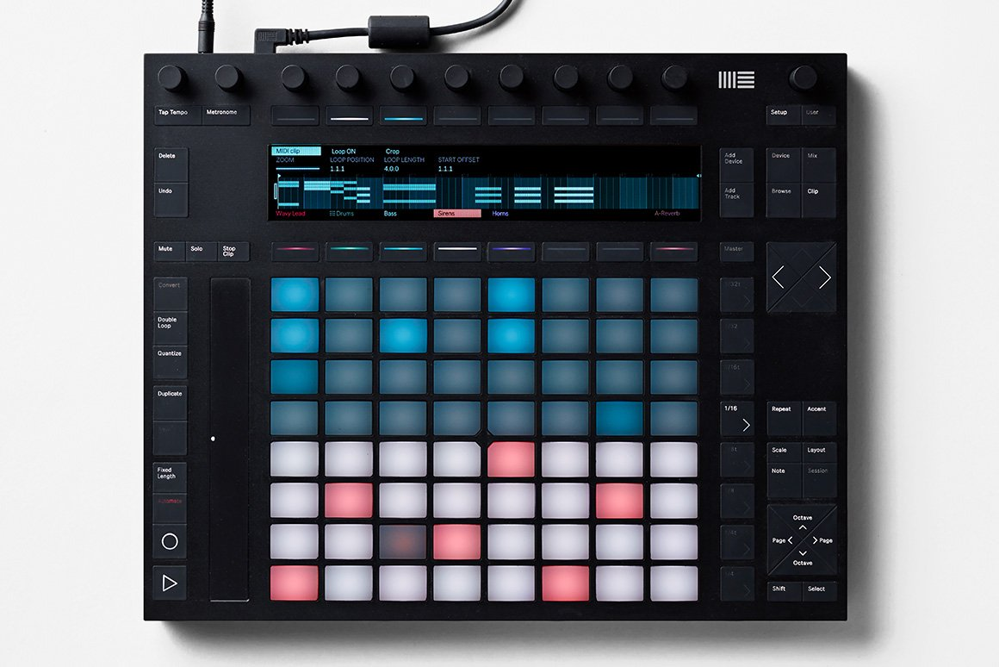 Tap Tempo Metronome Setup User
MIDI clip Loop ON Crop
ZOOM LOOP POSITION LOOP LENGTH START OFFSET
1.1.1 4.0.0 1.1.1
Wavy Lead Drums Bass Sirens Horns A-Reverb
Delete
Undo
Add
Device
Add
Track
Device Mix
Browse Clip
Mute Solo Stop
Clip
Master
Convert
Double
Loop
Quantize
Duplicate
Fixed
Length
Automate
1/32t
1/32
1/16t
1/16
1/8t
1/8
1/4t
1/4
Repeat Accent
Scale Layout
Note Session
Octave
Page Page
Octave
Shift Select